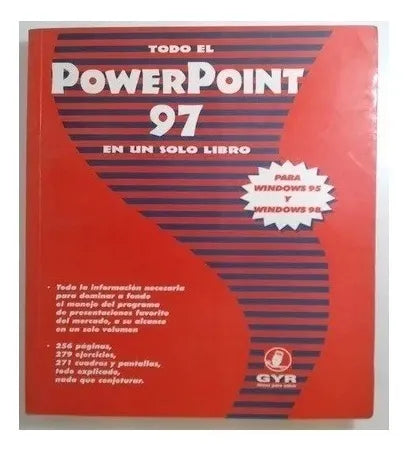 TODO EL
POWERPOINT
97
EN UN SOLO LIBRO
PARA
WINDOWS 95
Y
WINDOWS 98
• Toda la información necesaria
para dominar a fondo
el manejo del programa
de presentaciones favorito
del mercado, a su alcance
en un solo volumen
• 256 páginas,
279 ejercicios,
271 cuadros y pantallas,
todo explicado,
nada que conjeturar.
GYR